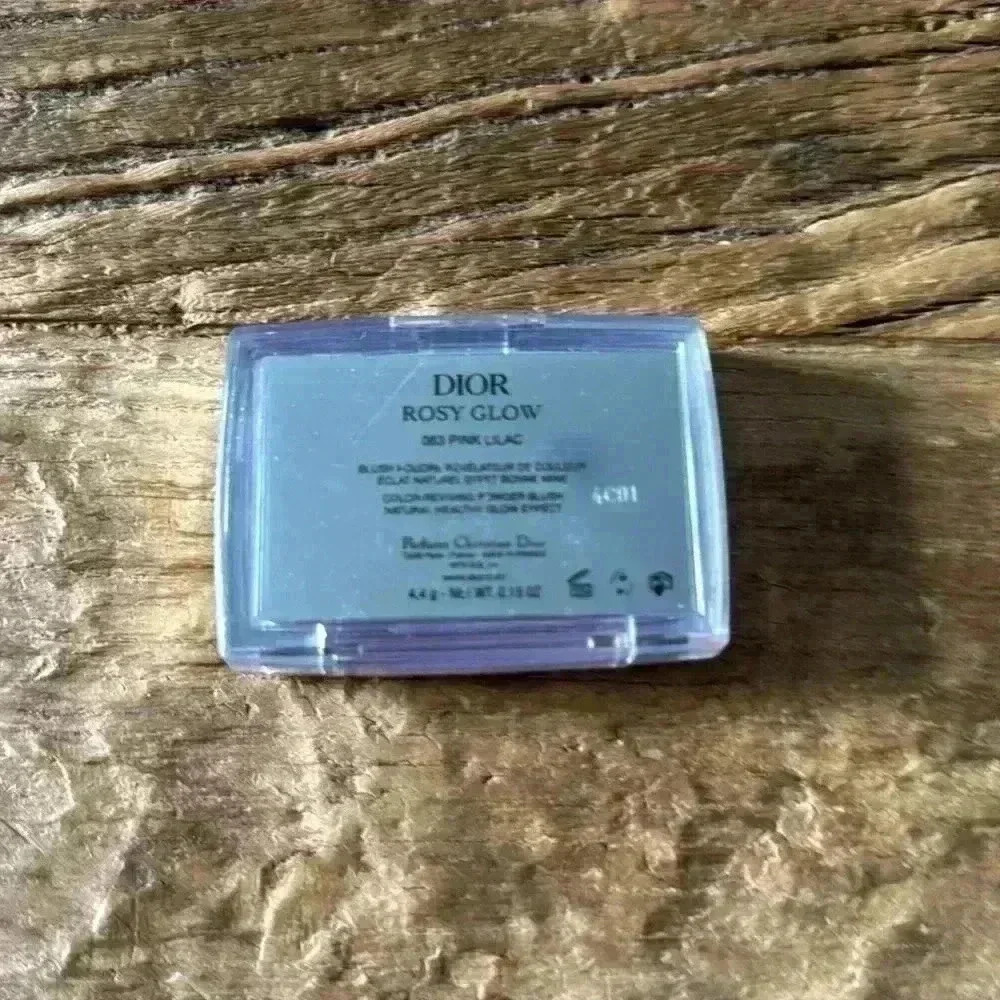 DIOR
ROSY GLOW
063 PINK LILAC
BLUSH POUDRE RÉVÉLATEUR DE COULEUR
ÉCLAT NATUREL EFFET BONNE MINE
COLOR-REVIVING POWDER BLUSH
NATURAL HEALTHY GLOW EFFECT
4C01
Parfums Christian Dior
4,4 g - Net WT. 0.15 OZ